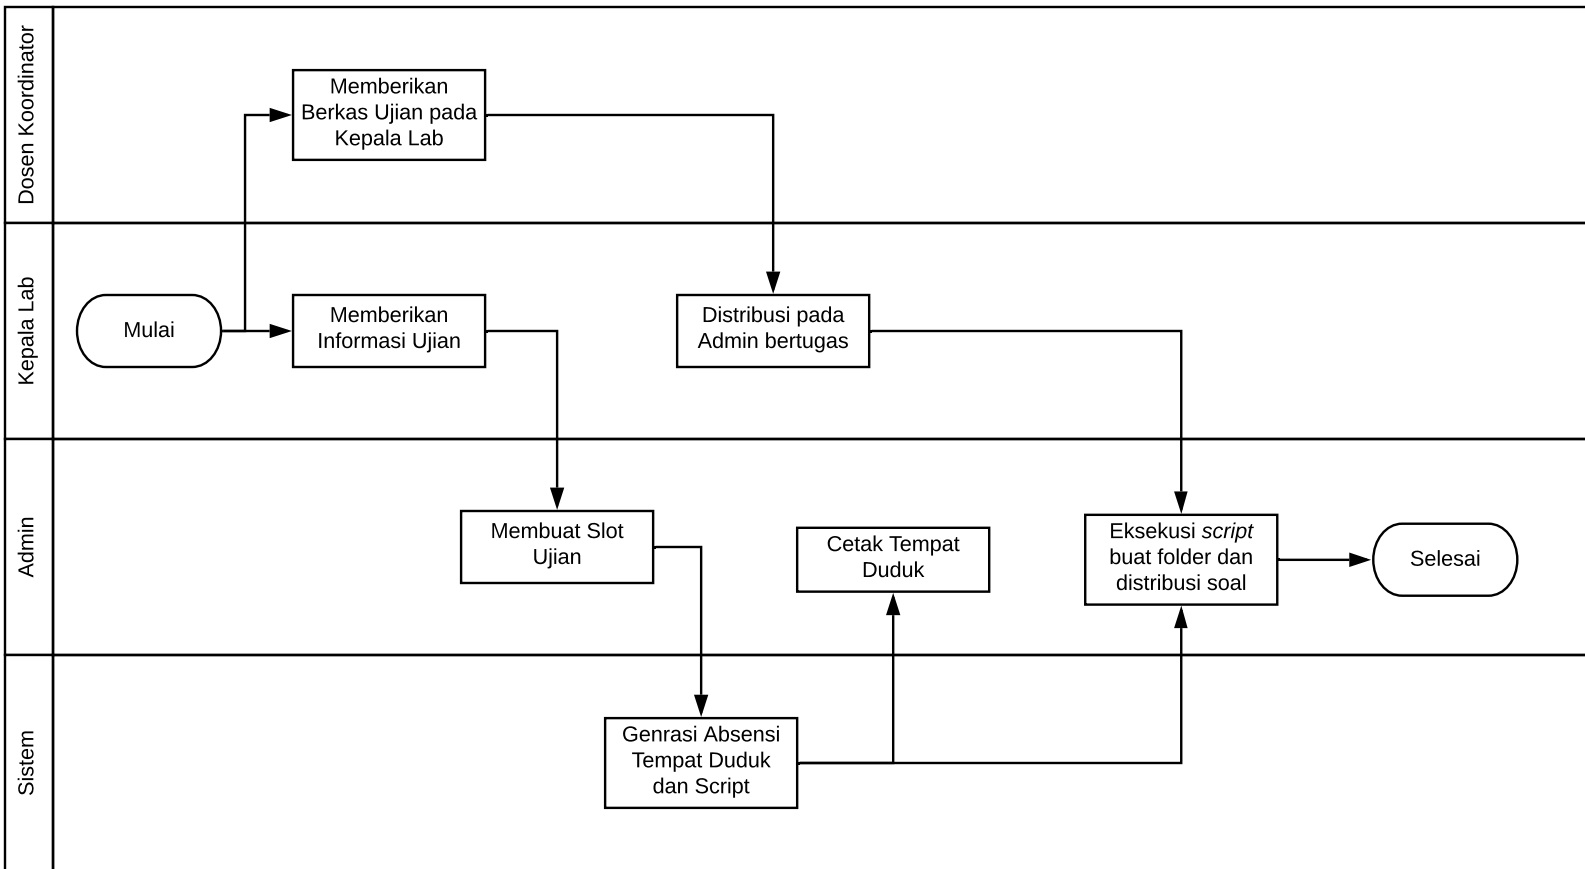 Dosen Koordinator
Memberikan
Berkas Ujian pada
Kepala Lab
Kepala Lab
Mulai
Memberikan
Informasi Ujian
Distribusi pada
Admin bertugas
Admin
Membuat Slot
Ujian
Cetak Tempat
Duduk
Eksekusi script
buat folder dan
distribusi soal
Selesai
Sistem
Genrasi Absensi
Tempat Duduk
dan Script